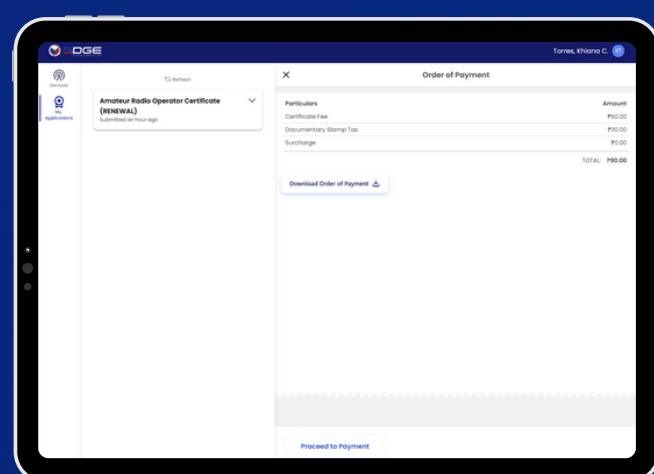 EDGE
Torres, Khiana C. KT
Services
My
Applications
Refresh
Amateur Radio Operator Certificate
(RENEWAL)
Submitted an hour ago
Order of Payment
Particulars Amount
Certificate Fee ₱60.00
Documentary Stamp Tax ₱30.00
Surcharge ₱0.00
TOTAL: ₱90.00
Download Order of Payment
Proceed to Payment